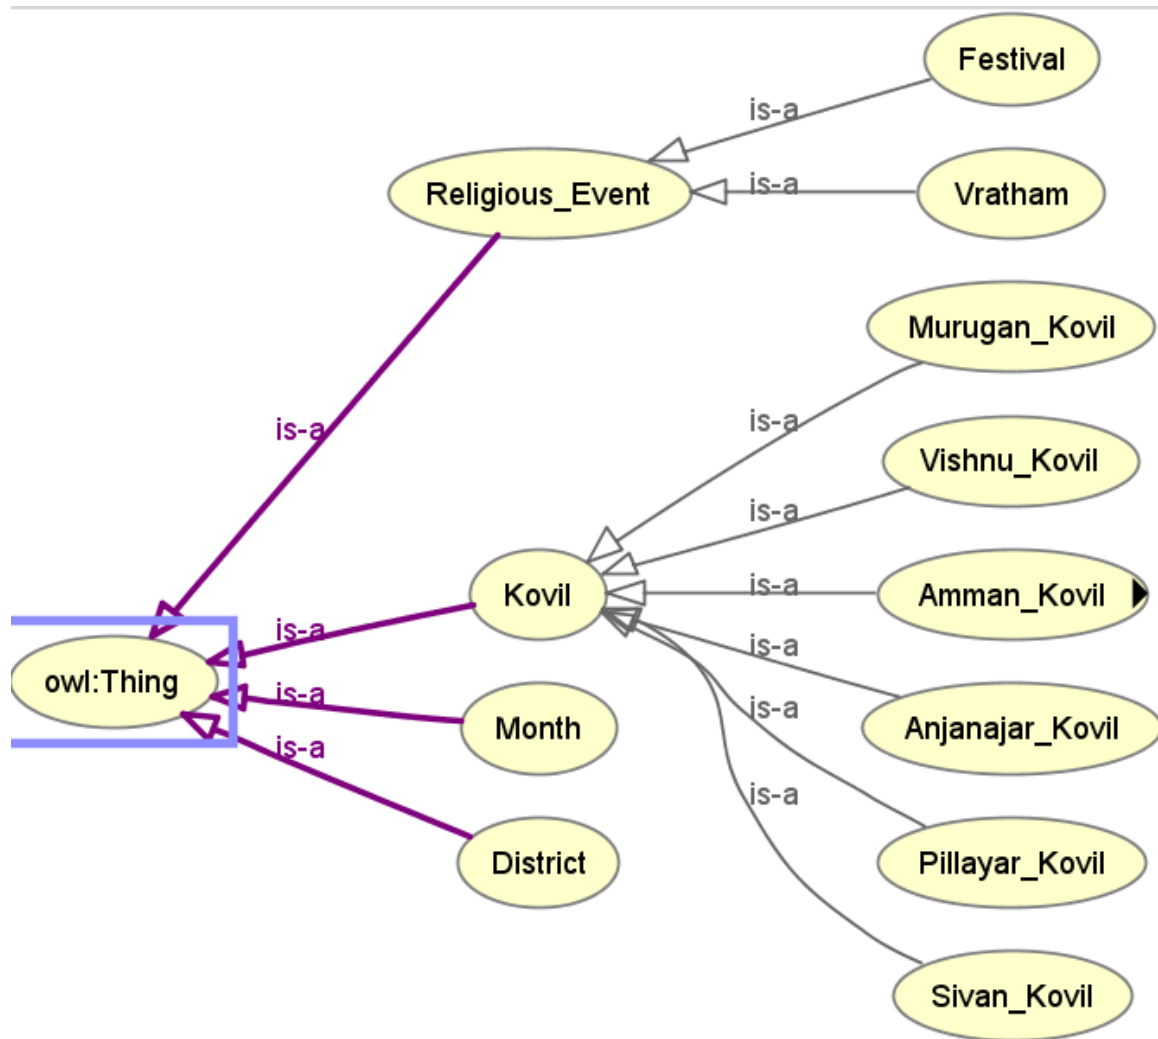 Festival
is-a
Religious_Event
is-a
Vratham
Murugan_Kovil
is-a
is-a
Vishnu_Kovil
is-a
Kovil
is-a
Amman_Kovil
is-a
is-a
owl:Thing
is-a
Month
is-a
Anjanajar_Kovil
is-a
is-a
District
Pillayar_Kovil
Sivan_Kovil